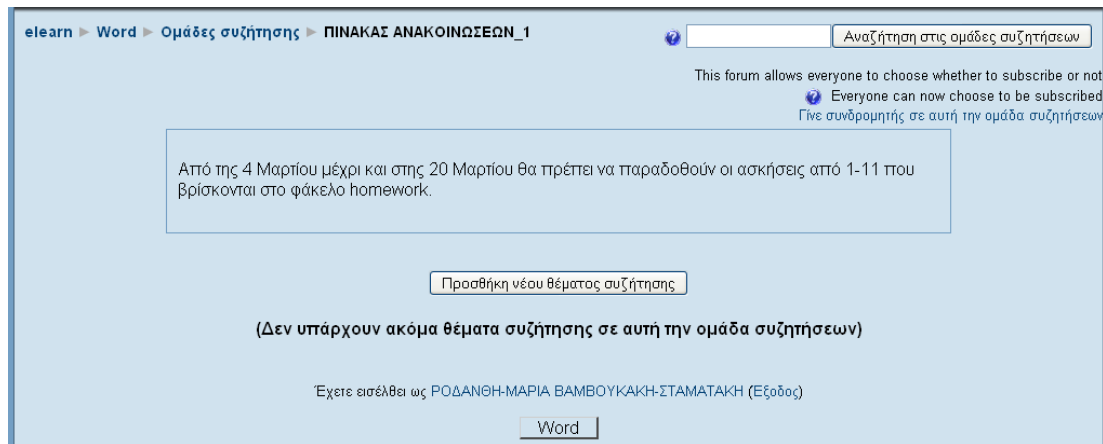 elearn ► Word ► Ομάδες συζήτησης ► ΠΙΝΑΚΑΣ ΑΝΑΚΟΙΝΩΣΕΩΝ_1
Αναζήτηση στις ομάδες συζητήσεων
This forum allows everyone to choose whether to subscribe or not
Everyone can now choose to be subscribed
Γίνε συνδρομητής σε αυτή την ομάδα συζητήσεων
Από της 4 Μαρτίου μέχρι και στης 20 Μαρτίου θα πρέπει να παραδοθούν οι ασκήσεις από 1-11 που
βρίσκονται στο φάκελο homework.
Προσθήκη νέου θέματος συζήτησης
(Δεν υπάρχουν ακόμα θέματα συζήτησης σε αυτή την ομάδα συζητήσεων)
Έχετε εισέλθει ως ΡΟΔΑΝΘΗ-ΜΑΡΙΑ ΒΑΜΒΟΥΚΑΚΗ-ΣΤΑΜΑΤΑΚΗ (Εξοδος)
Word